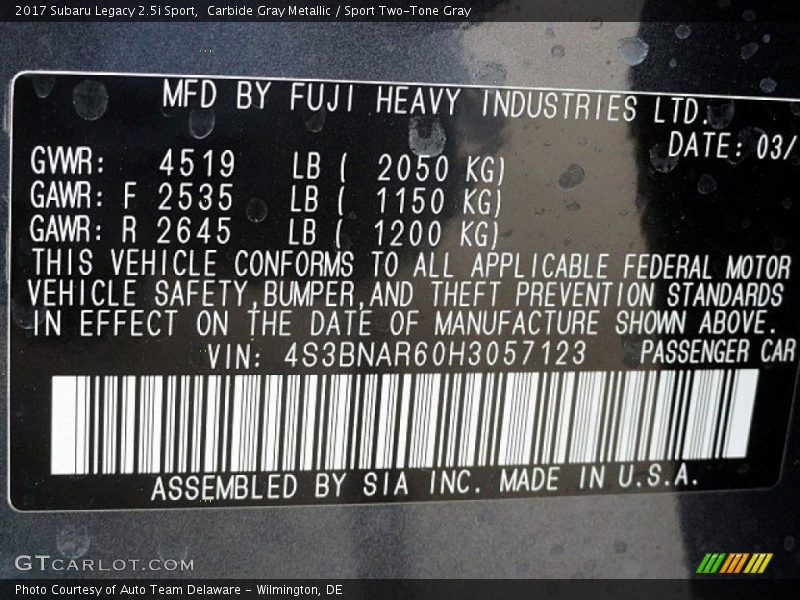 2017 Subaru Legacy 2.5i Sport, Carbide Gray Metallic / Sport Two-Tone Gray
MFD BY FUJI HEAVY INDUSTRIES LTD.
DATE: 03/
GVWR: 4519 LB ( 2050 KG)
GAWR: F 2535 LB ( 1150 KG)
GAWR: R 2645 LB ( 1200 KG)
THIS VEHICLE CONFORMS TO ALL APPLICABLE FEDERAL MOTOR
VEHICLE SAFETY,BUMPER,AND THEFT PREVENTION STANDARDS
IN EFFECT ON THE DATE OF MANUFACTURE SHOWN ABOVE.
VIN: 4S3BNAR60H3057123 PASSENGER CAR
ASSEMBLED BY SIA INC. MADE IN U.S.A.
GTCARLOT.COM
Photo Courtesy of Auto Team Delaware - Wilmington, DE